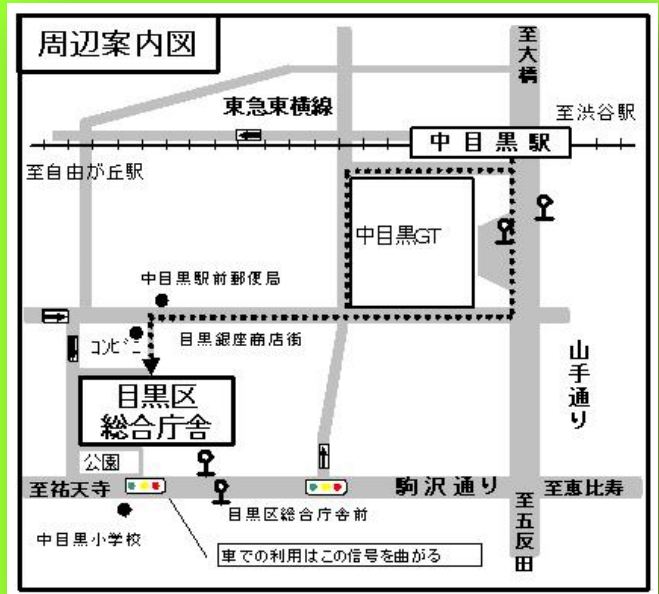 周辺案内図
至大橋
東急東横線
至渋谷駅
中目黒駅
至自由が丘駅
中目黒GT
中目黒駅前郵便局
コンビニ
目黒銀座商店街
山手通り
目黒区
総合庁舎
公園
至祐天寺
駒沢通り
至恵比寿
目黒区総合庁舎前
至五反田
中目黒小学校
車での利用はこの信号を曲がる